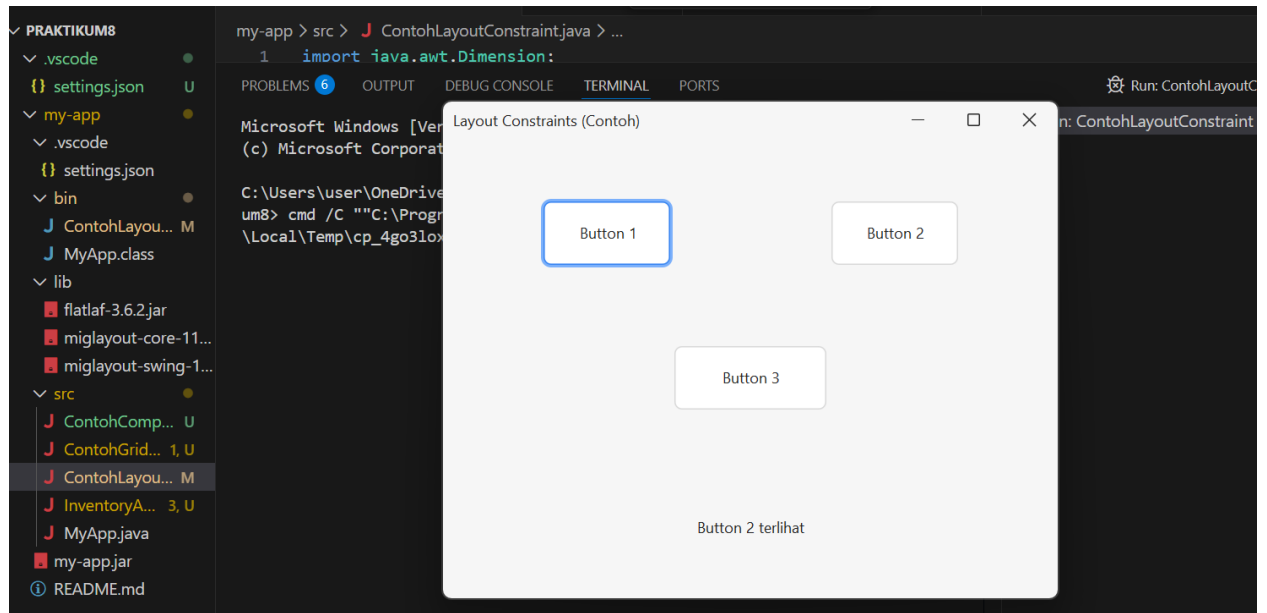 PRAKTIKUM8
.vscode
{} settings.json U
my-app
.vscode
{} settings.json
bin
J ContohLayou... M
J MyApp.class
lib
flatlaf-3.6.2.jar
miglayout-core-11...
miglayout-swing-1...
src
J ContohComp... U
J ContohGrid... 1, U
J ContohLayou... M
J InventoryA... 3, U
J MyApp.java
my-app.jar
README.md
my-app > src > J ContohLayoutConstraint.java > ...
1 import java.awt.Dimension;
PROBLEMS 6 OUTPUT DEBUG CONSOLE TERMINAL PORTS
Run: ContohLayoutC
n: ContohLayoutConstraint
Microsoft Windows [Ver
(c) Microsoft Corporat
C:\Users\user\OneDrive
um8> cmd /C ""C:\Progr
\Local\Temp\cp_4go3lox
Layout Constraints (Contoh)
Button 1 Button 2
Button 3
Button 2 terlihat